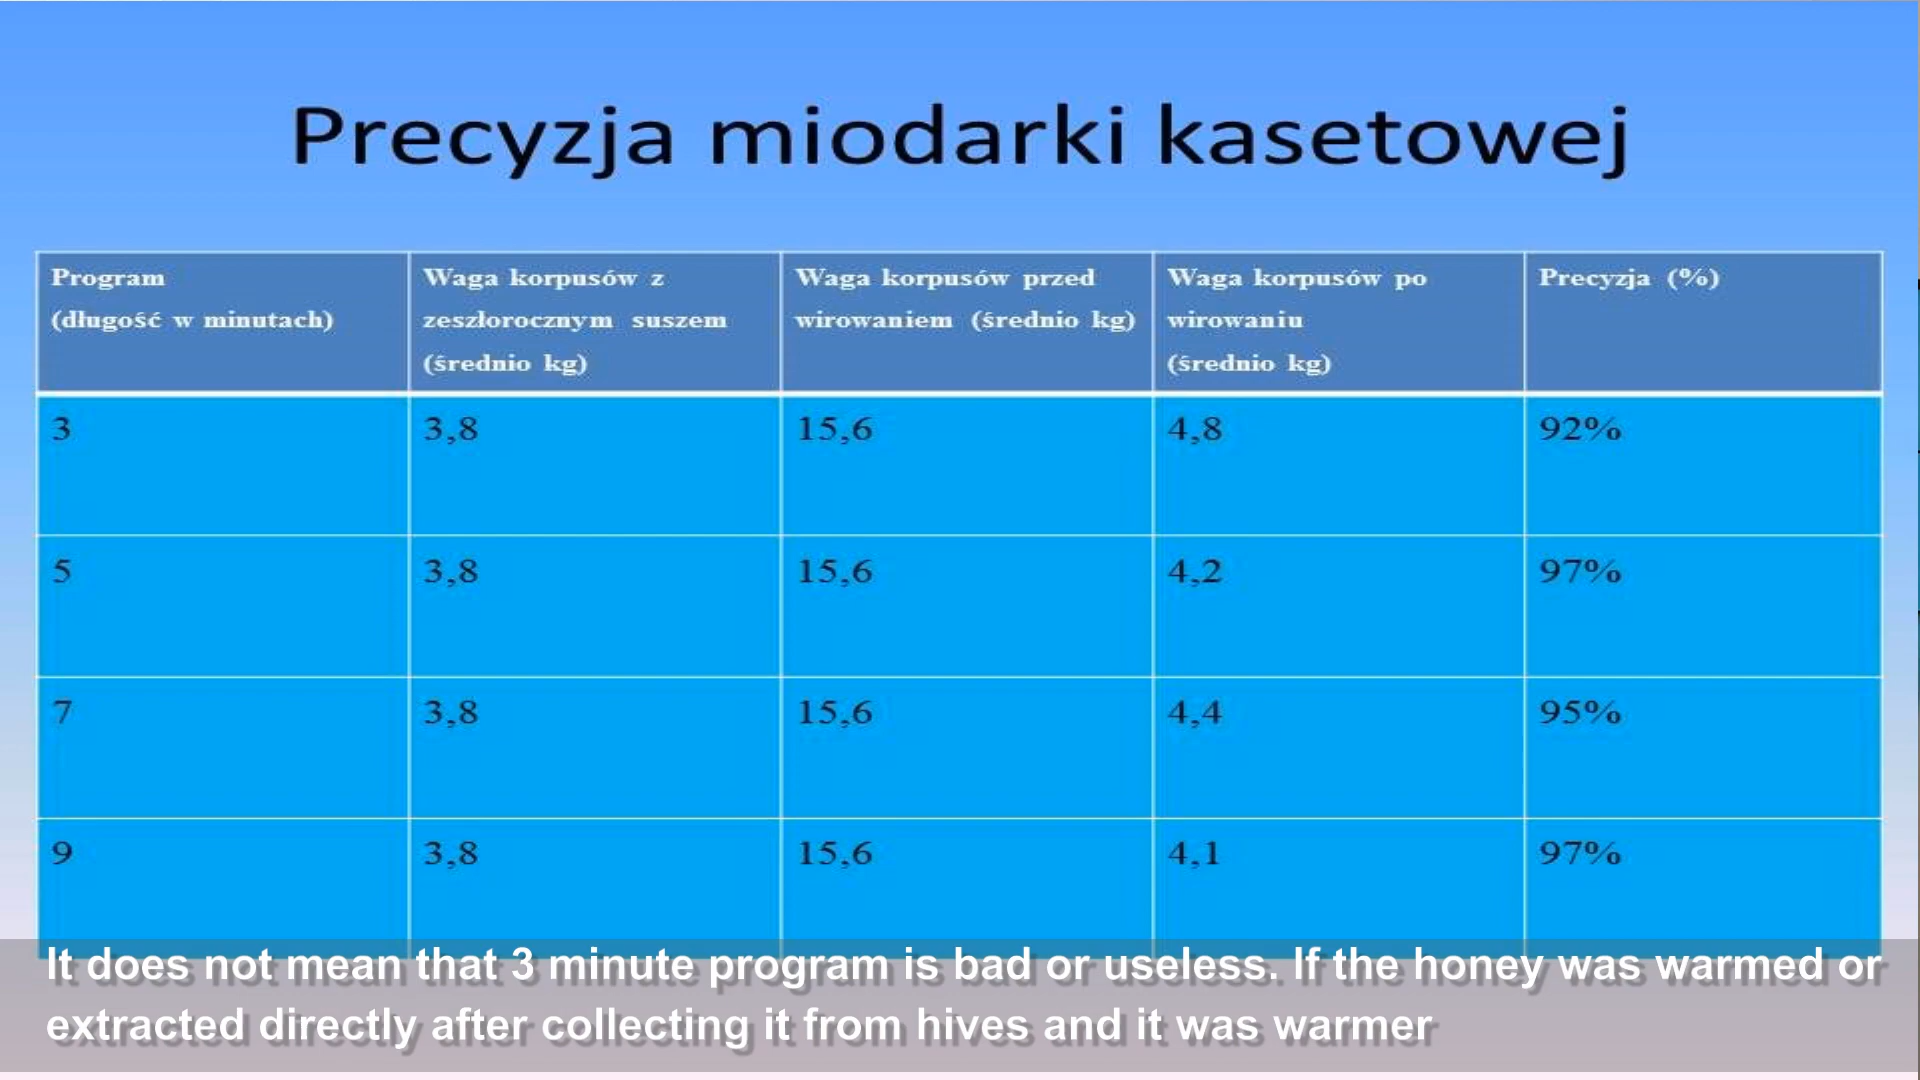 Precyzja miodarki kasetowej
Program
(długość w minutach)
Waga korpusów z
zeszłorocznym suszem
(średnio kg)
Waga korpusów przed
wirowaniem (średnio kg)
Waga korpusów po
wirowaniu
(średnio kg)
Precyzja (%)
3 3,8 15,6 4,8 92%
5 3,8 15,6 4,2 97%
7 3,8 15,6 4,4 95%
9 3,8 15,6 4,1 97%
It does not mean that 3 minute program is bad or useless. If the honey was warmed or
extracted directly after collecting it from hives and it was warmer